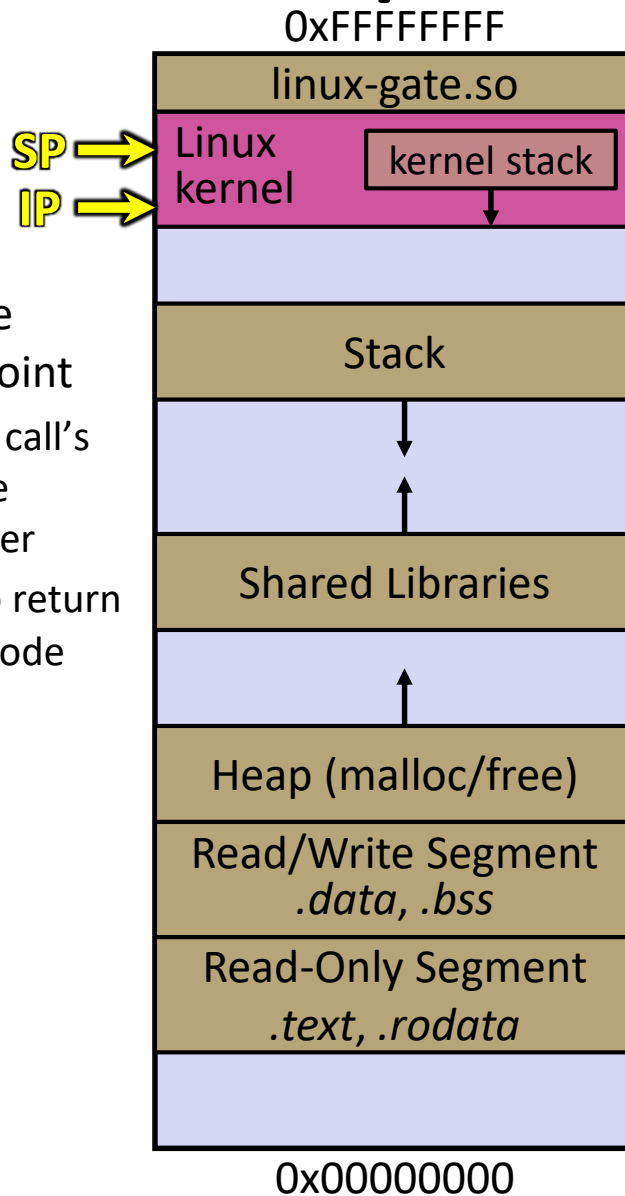 0xFFFFFFFF
linux-gate.so
SP
Linux
kernel stack
IP
kernel
e
oint
Stack
call's
e
er
return
Shared Libraries
ode
Heap (malloc/free)
Read/Write Segment
.data, .bss
Read-Only Segment
.text, .rodata
0x00000000